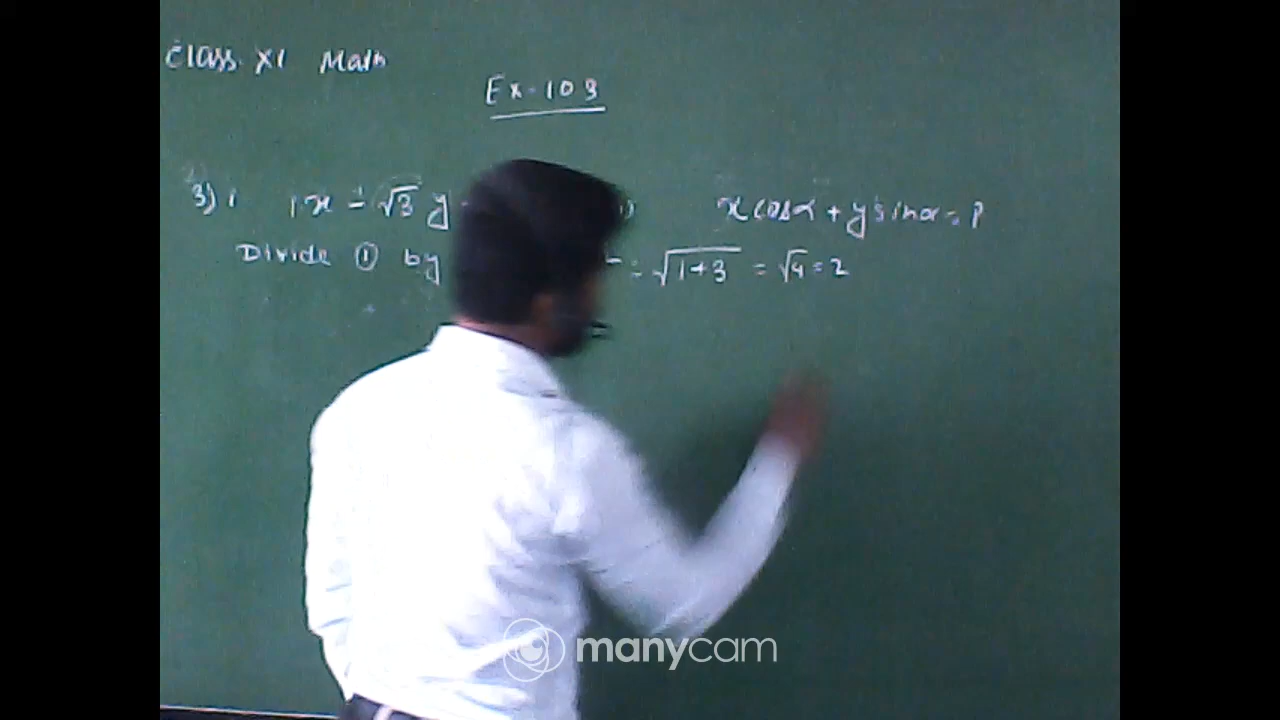 Class XI Math
Ex-10.3
3) i 1x - √3 y x cosα + y sinα = P
Divide ① by = √1+3 = √4 = 2
manycam